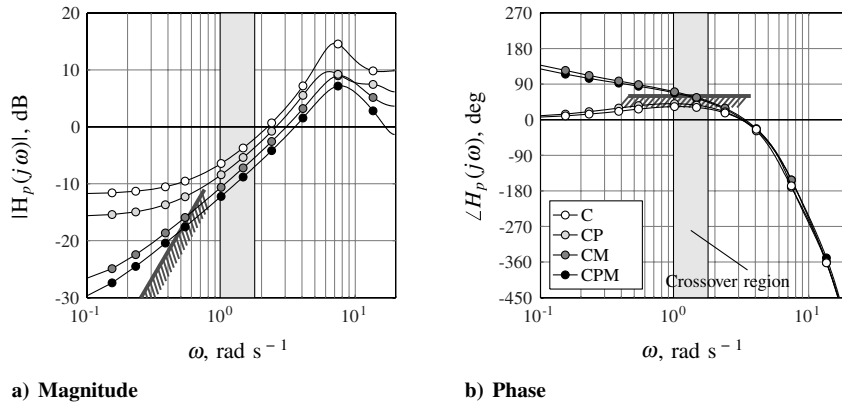 |H_p(jω)|, dB
20
10
0
-10
-20
-30
10^-1
10^0
10^1
ω, rad s^-1
a) Magnitude
∠H_p(jω), deg
270
180
90
0
-90
-180
-270
-360
-450
C
CP
CM
CPM
Crossover region
10^-1
10^0
10^1
ω, rad s^-1
b) Phase